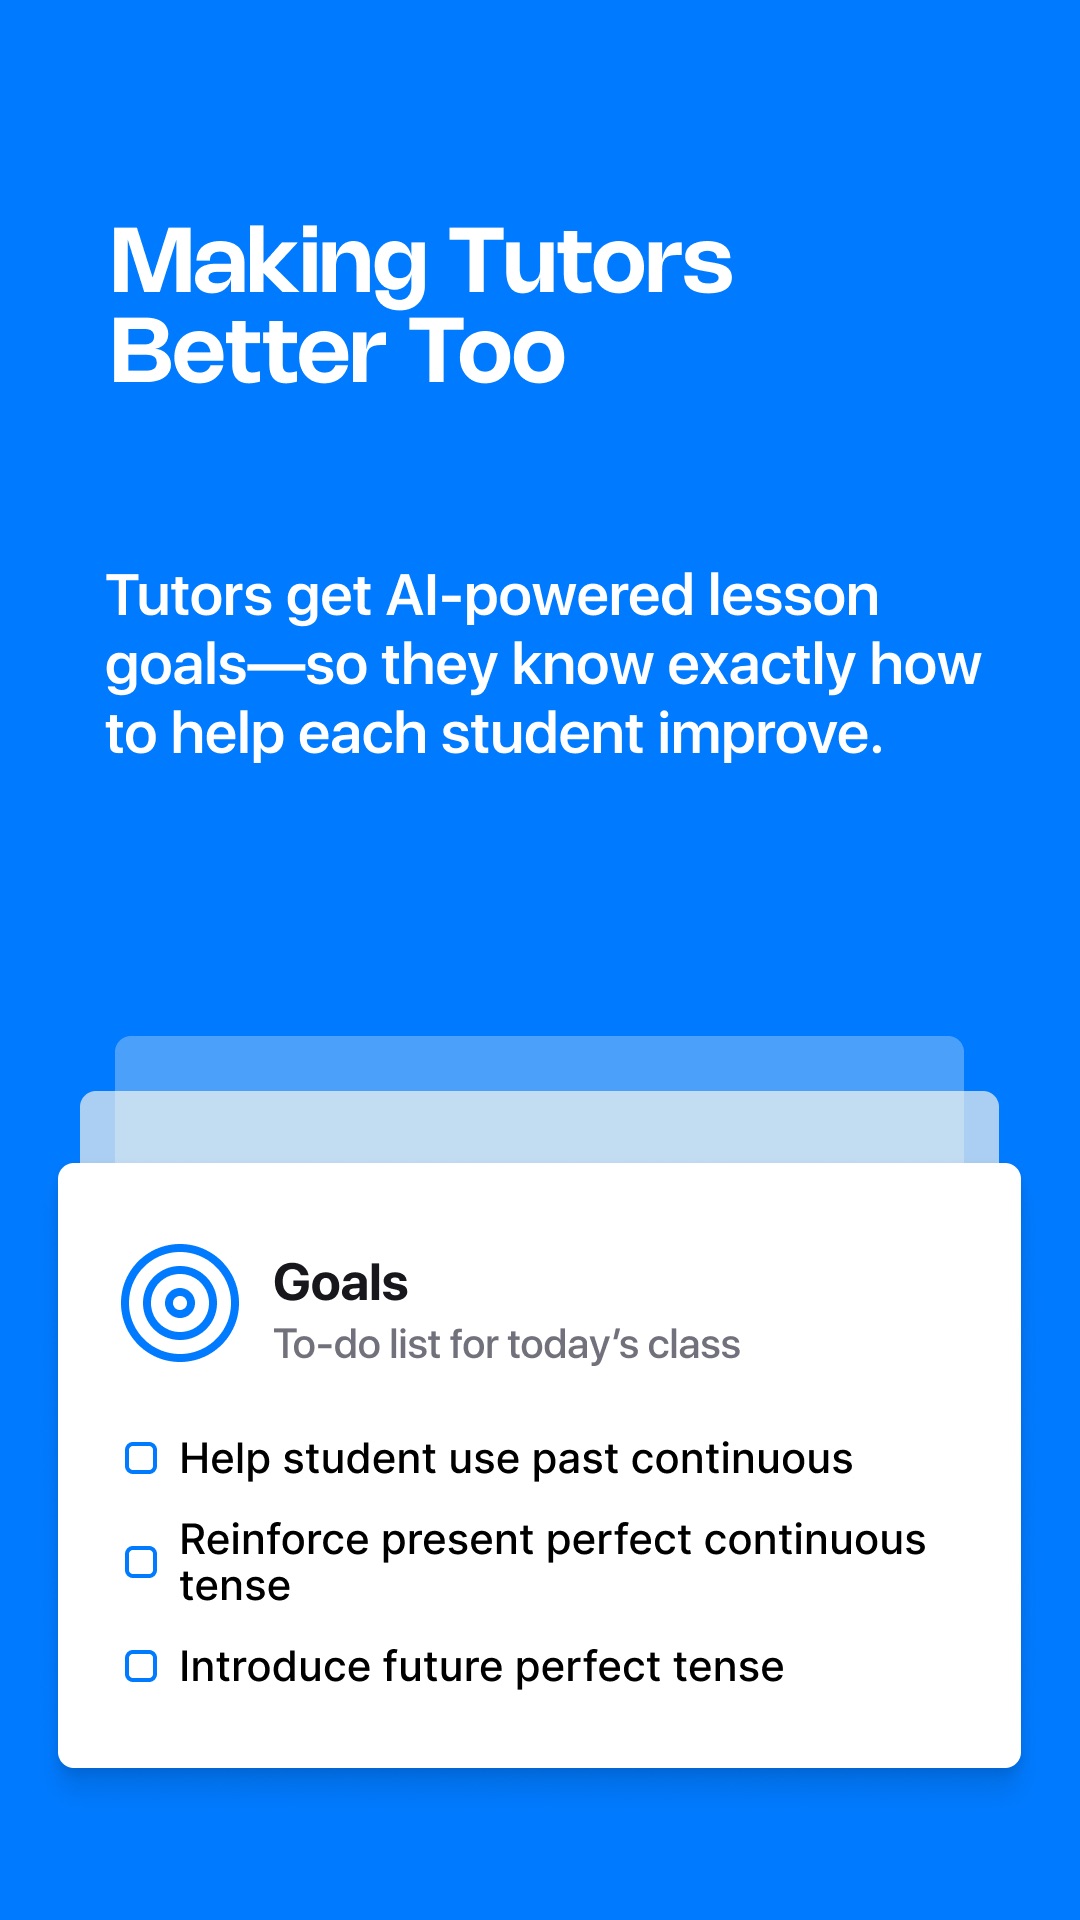 Making Tutors
Better Too
Tutors get AI-powered lesson
goals—so they know exactly how
to help each student improve.
Goals
To-do list for today’s class
Help student use past continuous
Reinforce present perfect continuous
tense
Introduce future perfect tense